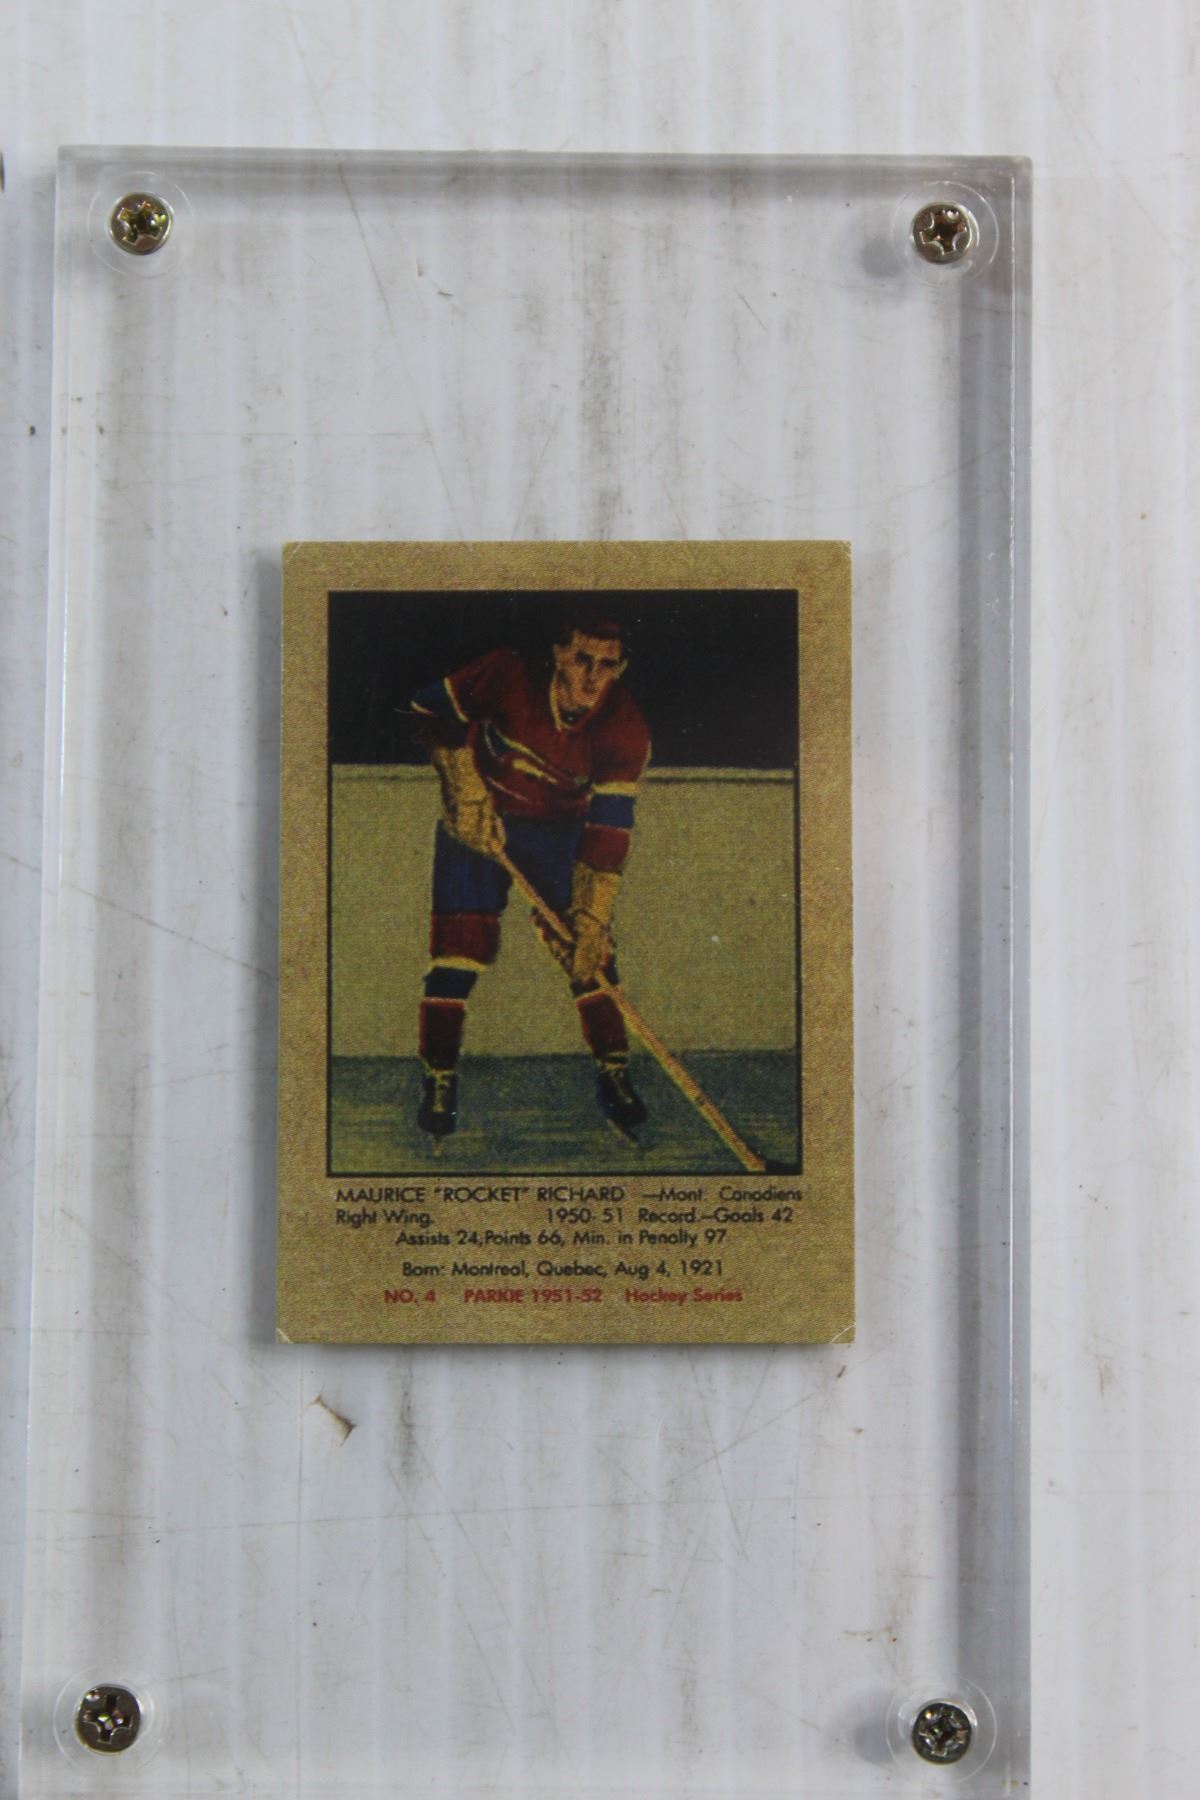 MAURICE "ROCKET" RICHARD —Mont. Canadiens
Right Wing. 1950-51 Record.—Goals 42
Assists 24, Points 66, Min. in Penalty 97
Born: Montreal, Quebec, Aug 4, 1921
NO. 4 PARKIE 1951-52 Hockey Series